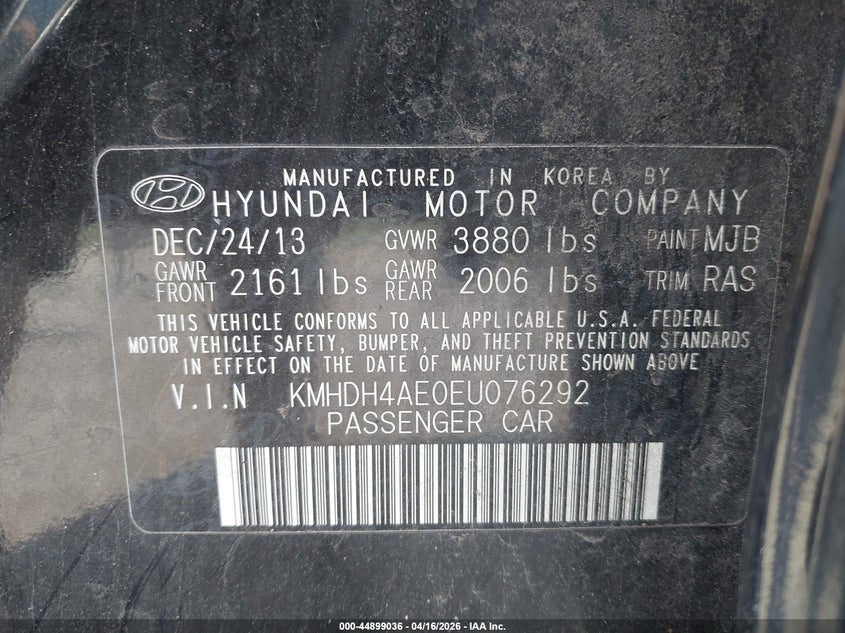 MANUFACTURED IN KOREA BY
HYUNDAI MOTOR COMPANY
DEC/24/13 GVWR 3880 lbs PAINT MJB
GAWR FRONT 2161 lbs GAWR REAR 2006 lbs TRIM RAS
THIS VEHICLE CONFORMS TO ALL APPLICABLE U.S.A. FEDERAL
MOTOR VEHICLE SAFETY, BUMPER, AND THEFT PREVENTION STANDARDS
IN EFFECT ON THE DATE OF MANUFACTURE SHOWN ABOVE
V.I.N KMHDH4AE0EU076292
PASSENGER CAR
000-44899036 - 04/16/2026 - IAA Inc.